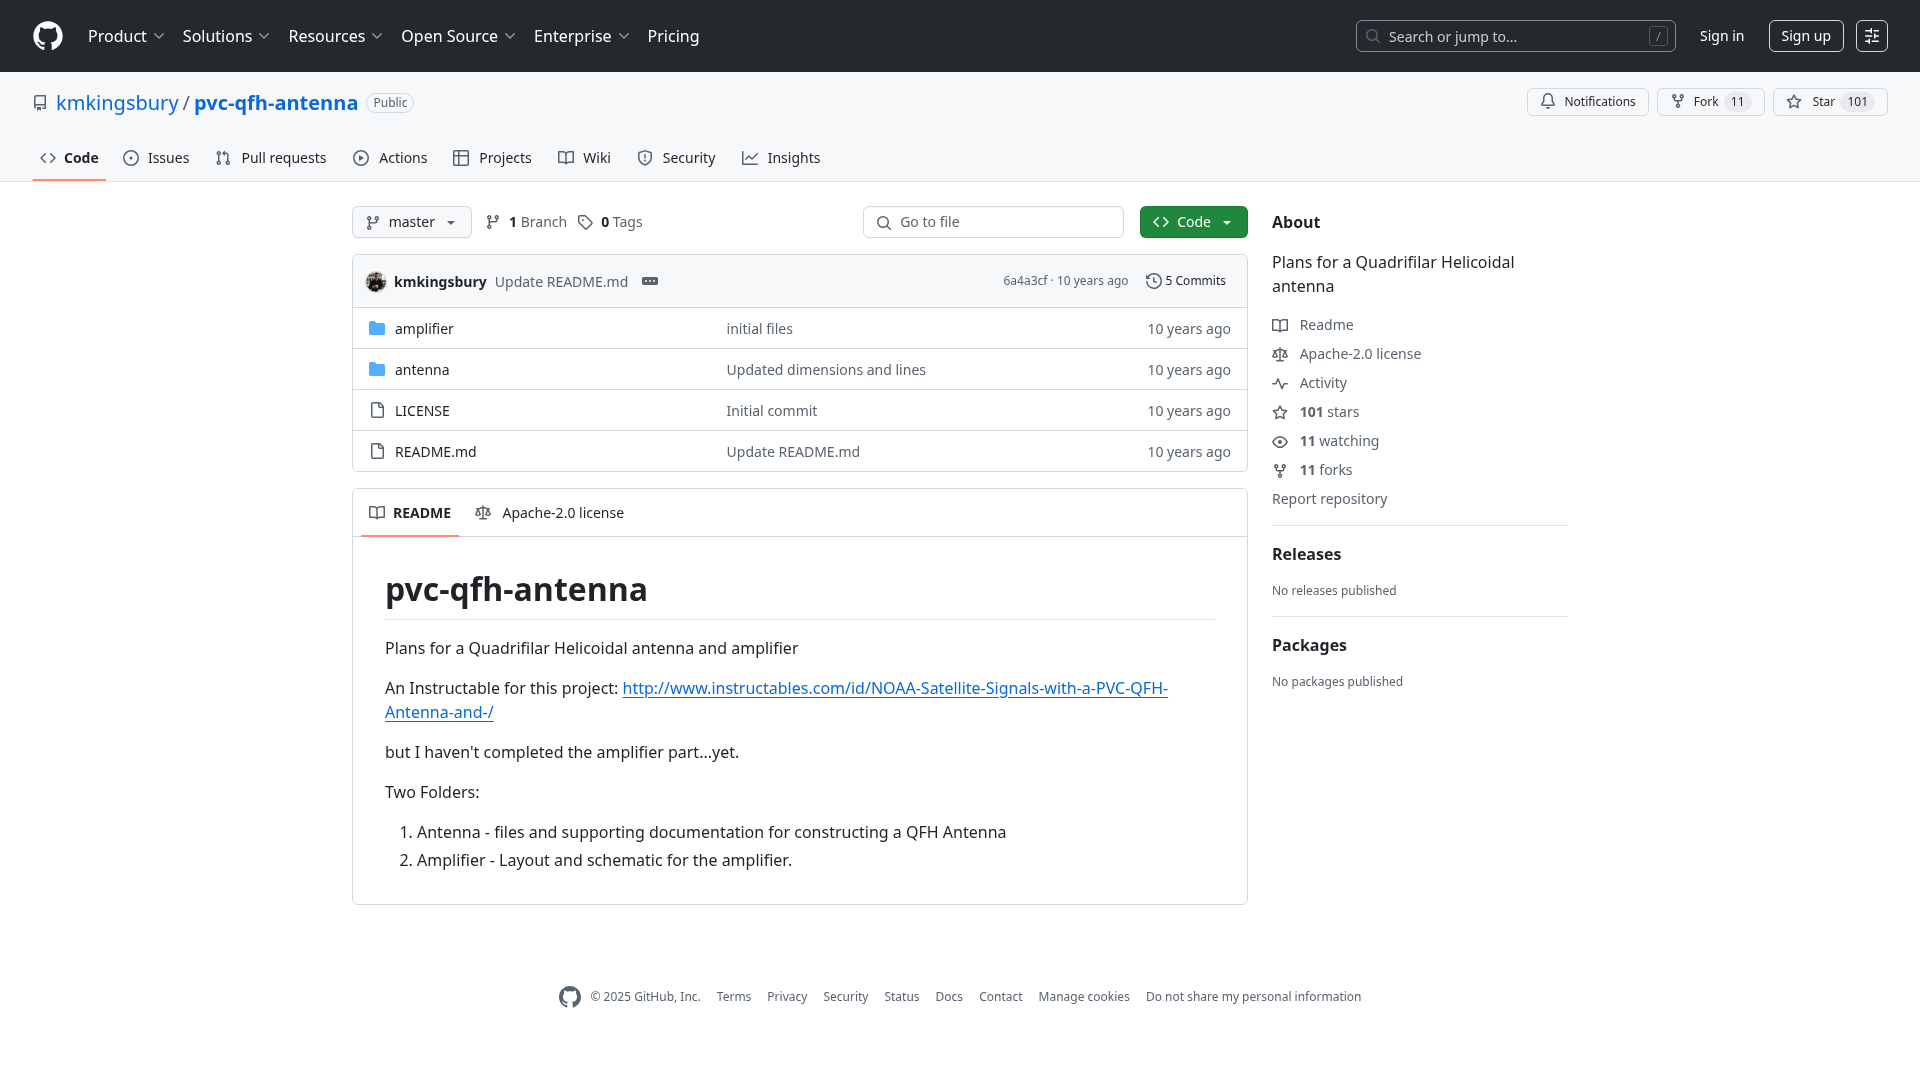 Product Solutions Resources Open Source Enterprise Pricing Search or jump to... / Sign in Sign up
kmkingsbury / pvc-qfh-antenna Public Notifications Fork 11 Star 101
Code Issues Pull requests Actions Projects Wiki Security Insights
master 1 Branch 0 Tags Go to file Code
kmkingsbury Update README.md 6a4a3cf · 10 years ago 5 Commits
amplifier initial files 10 years ago
antenna Updated dimensions and lines 10 years ago
LICENSE Initial commit 10 years ago
README.md Update README.md 10 years ago
README Apache-2.0 license
pvc-qfh-antenna
Plans for a Quadrifilar Helicoidal antenna and amplifier
An Instructable for this project: http://www.instructables.com/id/NOAA-Satellite-Signals-with-a-PVC-QFH-
Antenna-and-/
but I haven't completed the amplifier part...yet.
Two Folders:
1. Antenna - files and supporting documentation for constructing a QFH Antenna
2. Amplifier - Layout and schematic for the amplifier.
About
Plans for a Quadrifilar Helicoidal
antenna
Readme
Apache-2.0 license
Activity
101 stars
11 watching
11 forks
Report repository
Releases
No releases published
Packages
No packages published
© 2025 GitHub, Inc. Terms Privacy Security Status Docs Contact Manage cookies Do not share my personal information